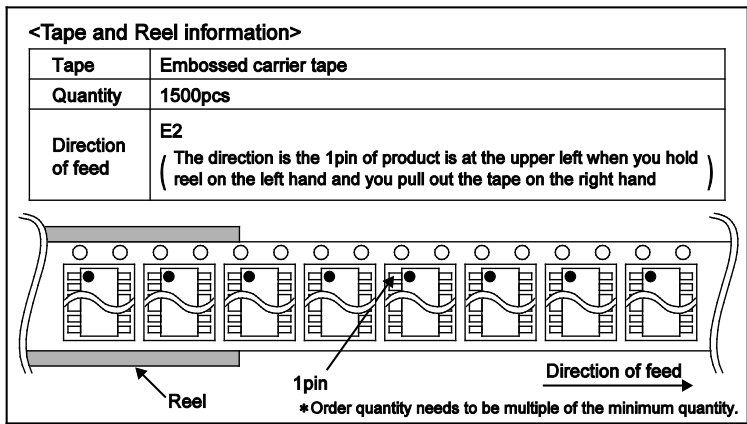 <Tape and Reel information>
Tape Embossed carrier tape
Quantity 1500pcs
Direction of feed E2
( The direction is the 1pin of product is at the upper left when you hold
reel on the left hand and you pull out the tape on the right hand )
Reel
1pin
Direction of feed
*Order quantity needs to be multiple of the minimum quantity.